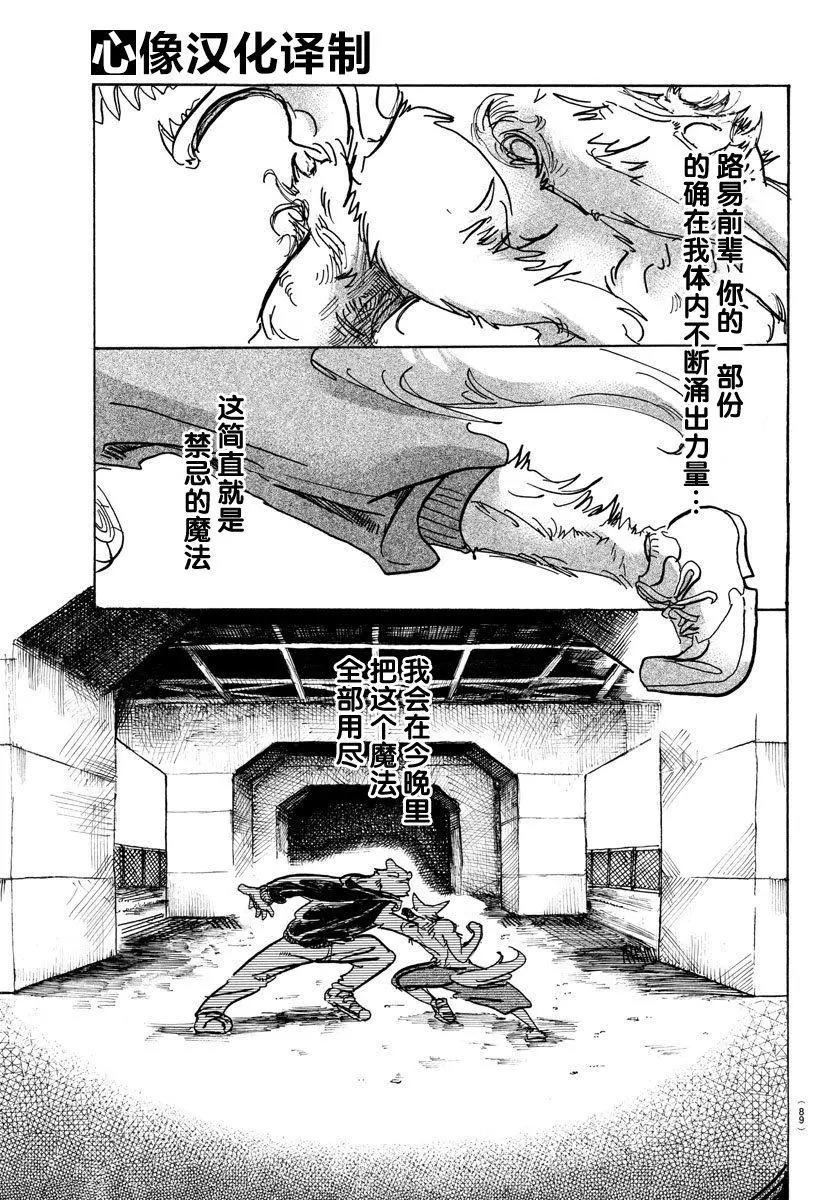 心像汉化译制
路易前辈 你的一部份
的确在我体内不断涌出力量…
这简直就是
禁忌的魔法
我会在今晚里
把这个魔法
全部用尽
(89)